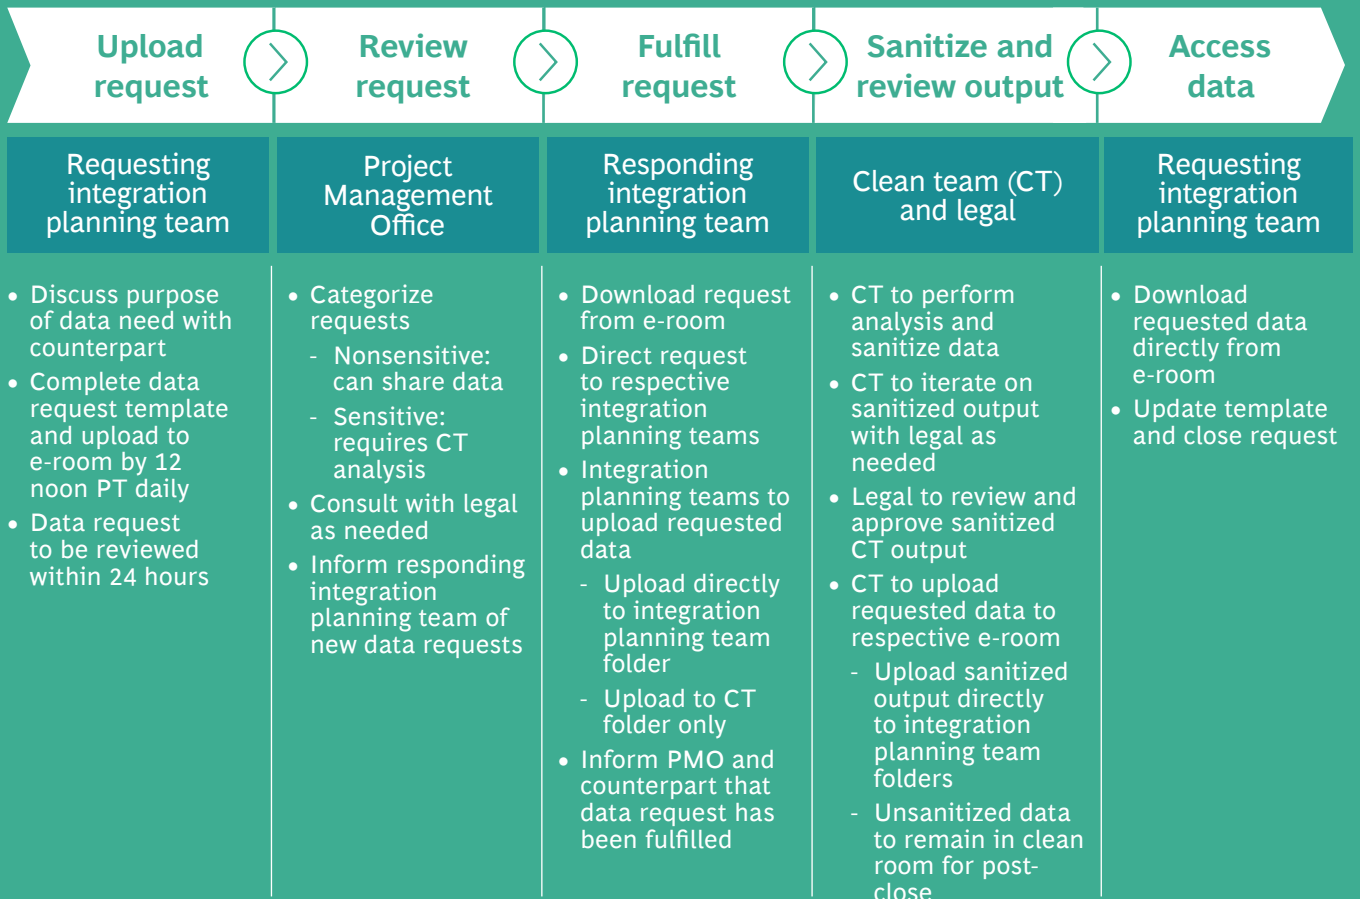 Upload
request
Review
request
Fulfill
request
Sanitize and
review output
Access
data
Requesting
integration
planning team
Project
Management
Office
Responding
integration
planning team
Clean team (CT)
and legal
Requesting
integration
planning team
• Discuss purpose
of data need with
counterpart
• Complete data
request template
and upload to
e-room by 12
noon PT daily
• Data request
to be reviewed
within 24 hours
• Categorize
requests
- Nonsensitive:
can share data
- Sensitive:
requires CT
analysis
• Consult with legal
as needed
• Inform responding
integration
planning team of
new data requests
• Download request
from e-room
• Direct request
to respective
integration
planning teams
• Integration
planning teams to
upload requested
data
- Upload directly
to integration
planning team
folder
- Upload to CT
folder only
• Inform PMO and
counterpart that
data request has
been fulfilled
• CT to perform
analysis and
sanitize data
• CT to iterate on
sanitized output
with legal as
needed
• Legal to review and
approve sanitized
CT output
• CT to upload
requested data to
respective e-room
- Upload sanitized
output directly
to integration
planning team
folders
- Unsanitized data
to remain in clean
room for post-
close
• Download
requested data
directly from
e-room
• Update template
and close request